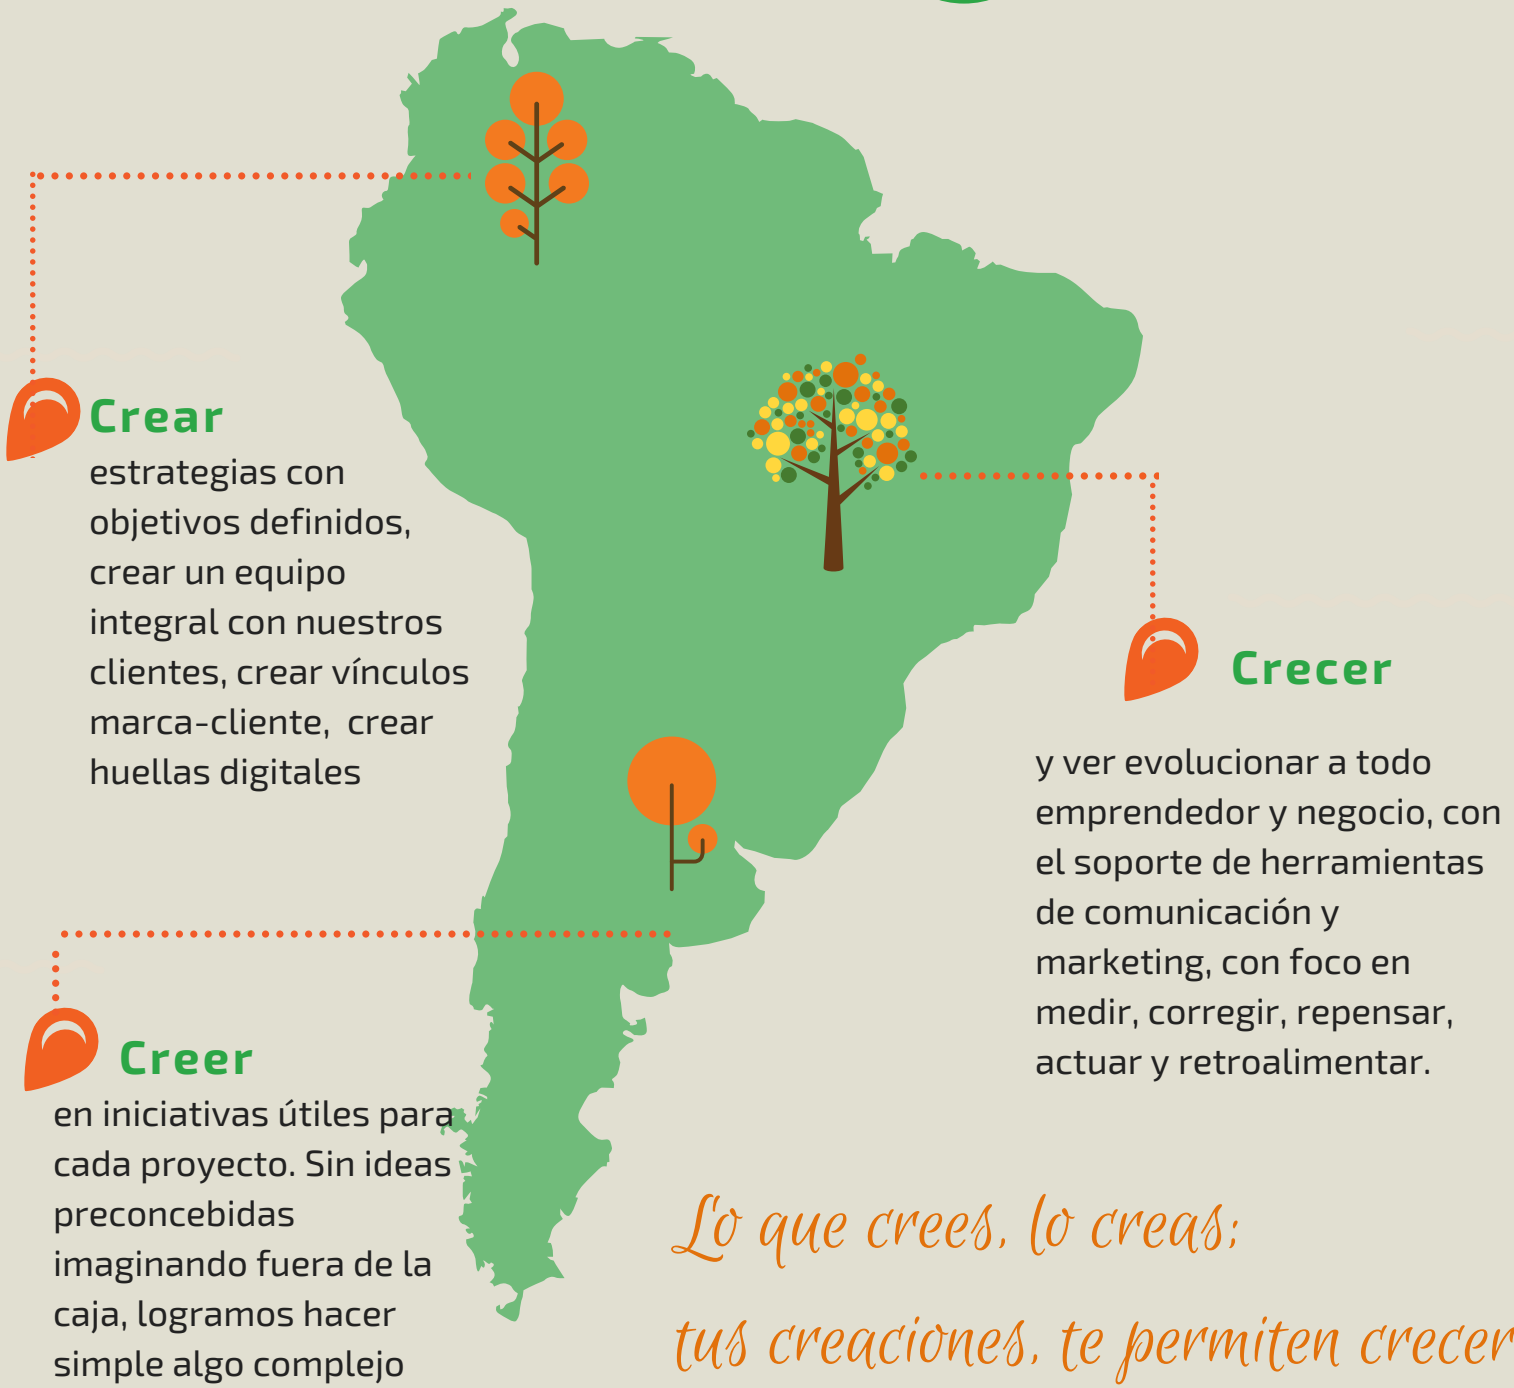 Crear
estrategias con
objetivos definidos,
crear un equipo
integral con nuestros
clientes, crear vínculos
marca-cliente, crear
huellas digitales
Crecer
y ver evolucionar a todo
emprendedor y negocio, con
el soporte de herramientas
de comunicación y
marketing, con foco en
medir, corregir, repensar,
actuar y retroalimentar.
Creer
en iniciativas útiles para
cada proyecto. Sin ideas
preconcebidas
imaginando fuera de la
caja, logramos hacer
simple algo complejo
Lo que crees, lo creas;
tus creaciones, te permiten crecer